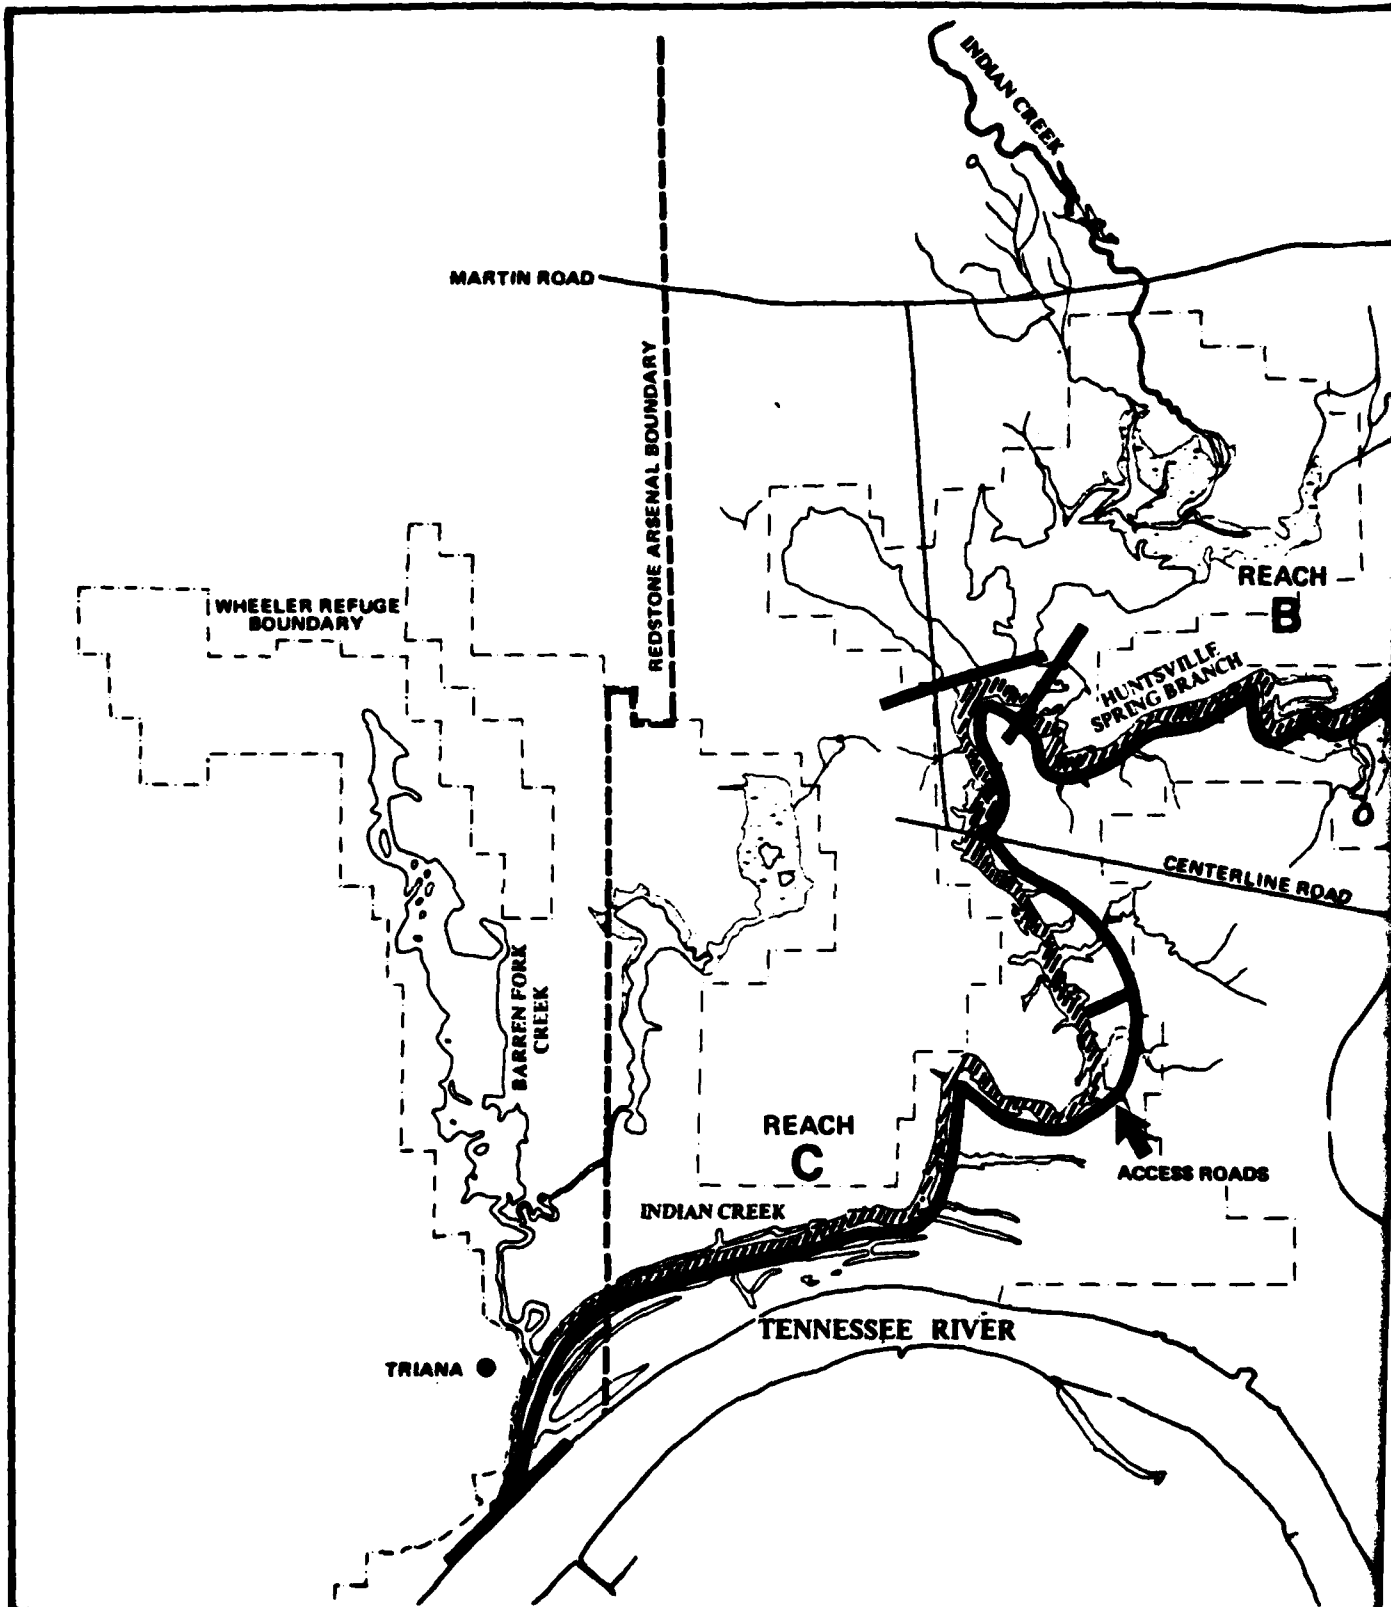 INDIAN CREEK
MARTIN ROAD
REDSTONE ARSENAL BOUNDARY
WHEELER REFUGE
BOUNDARY
REACH
B
HUNTSVILLE
SPRING BRANCH
CENTERLINE ROAD
BARREN FORK
CREEK
REACH
C
ACCESS ROADS
INDIAN CREEK
TENNESSEE RIVER
TRIANA